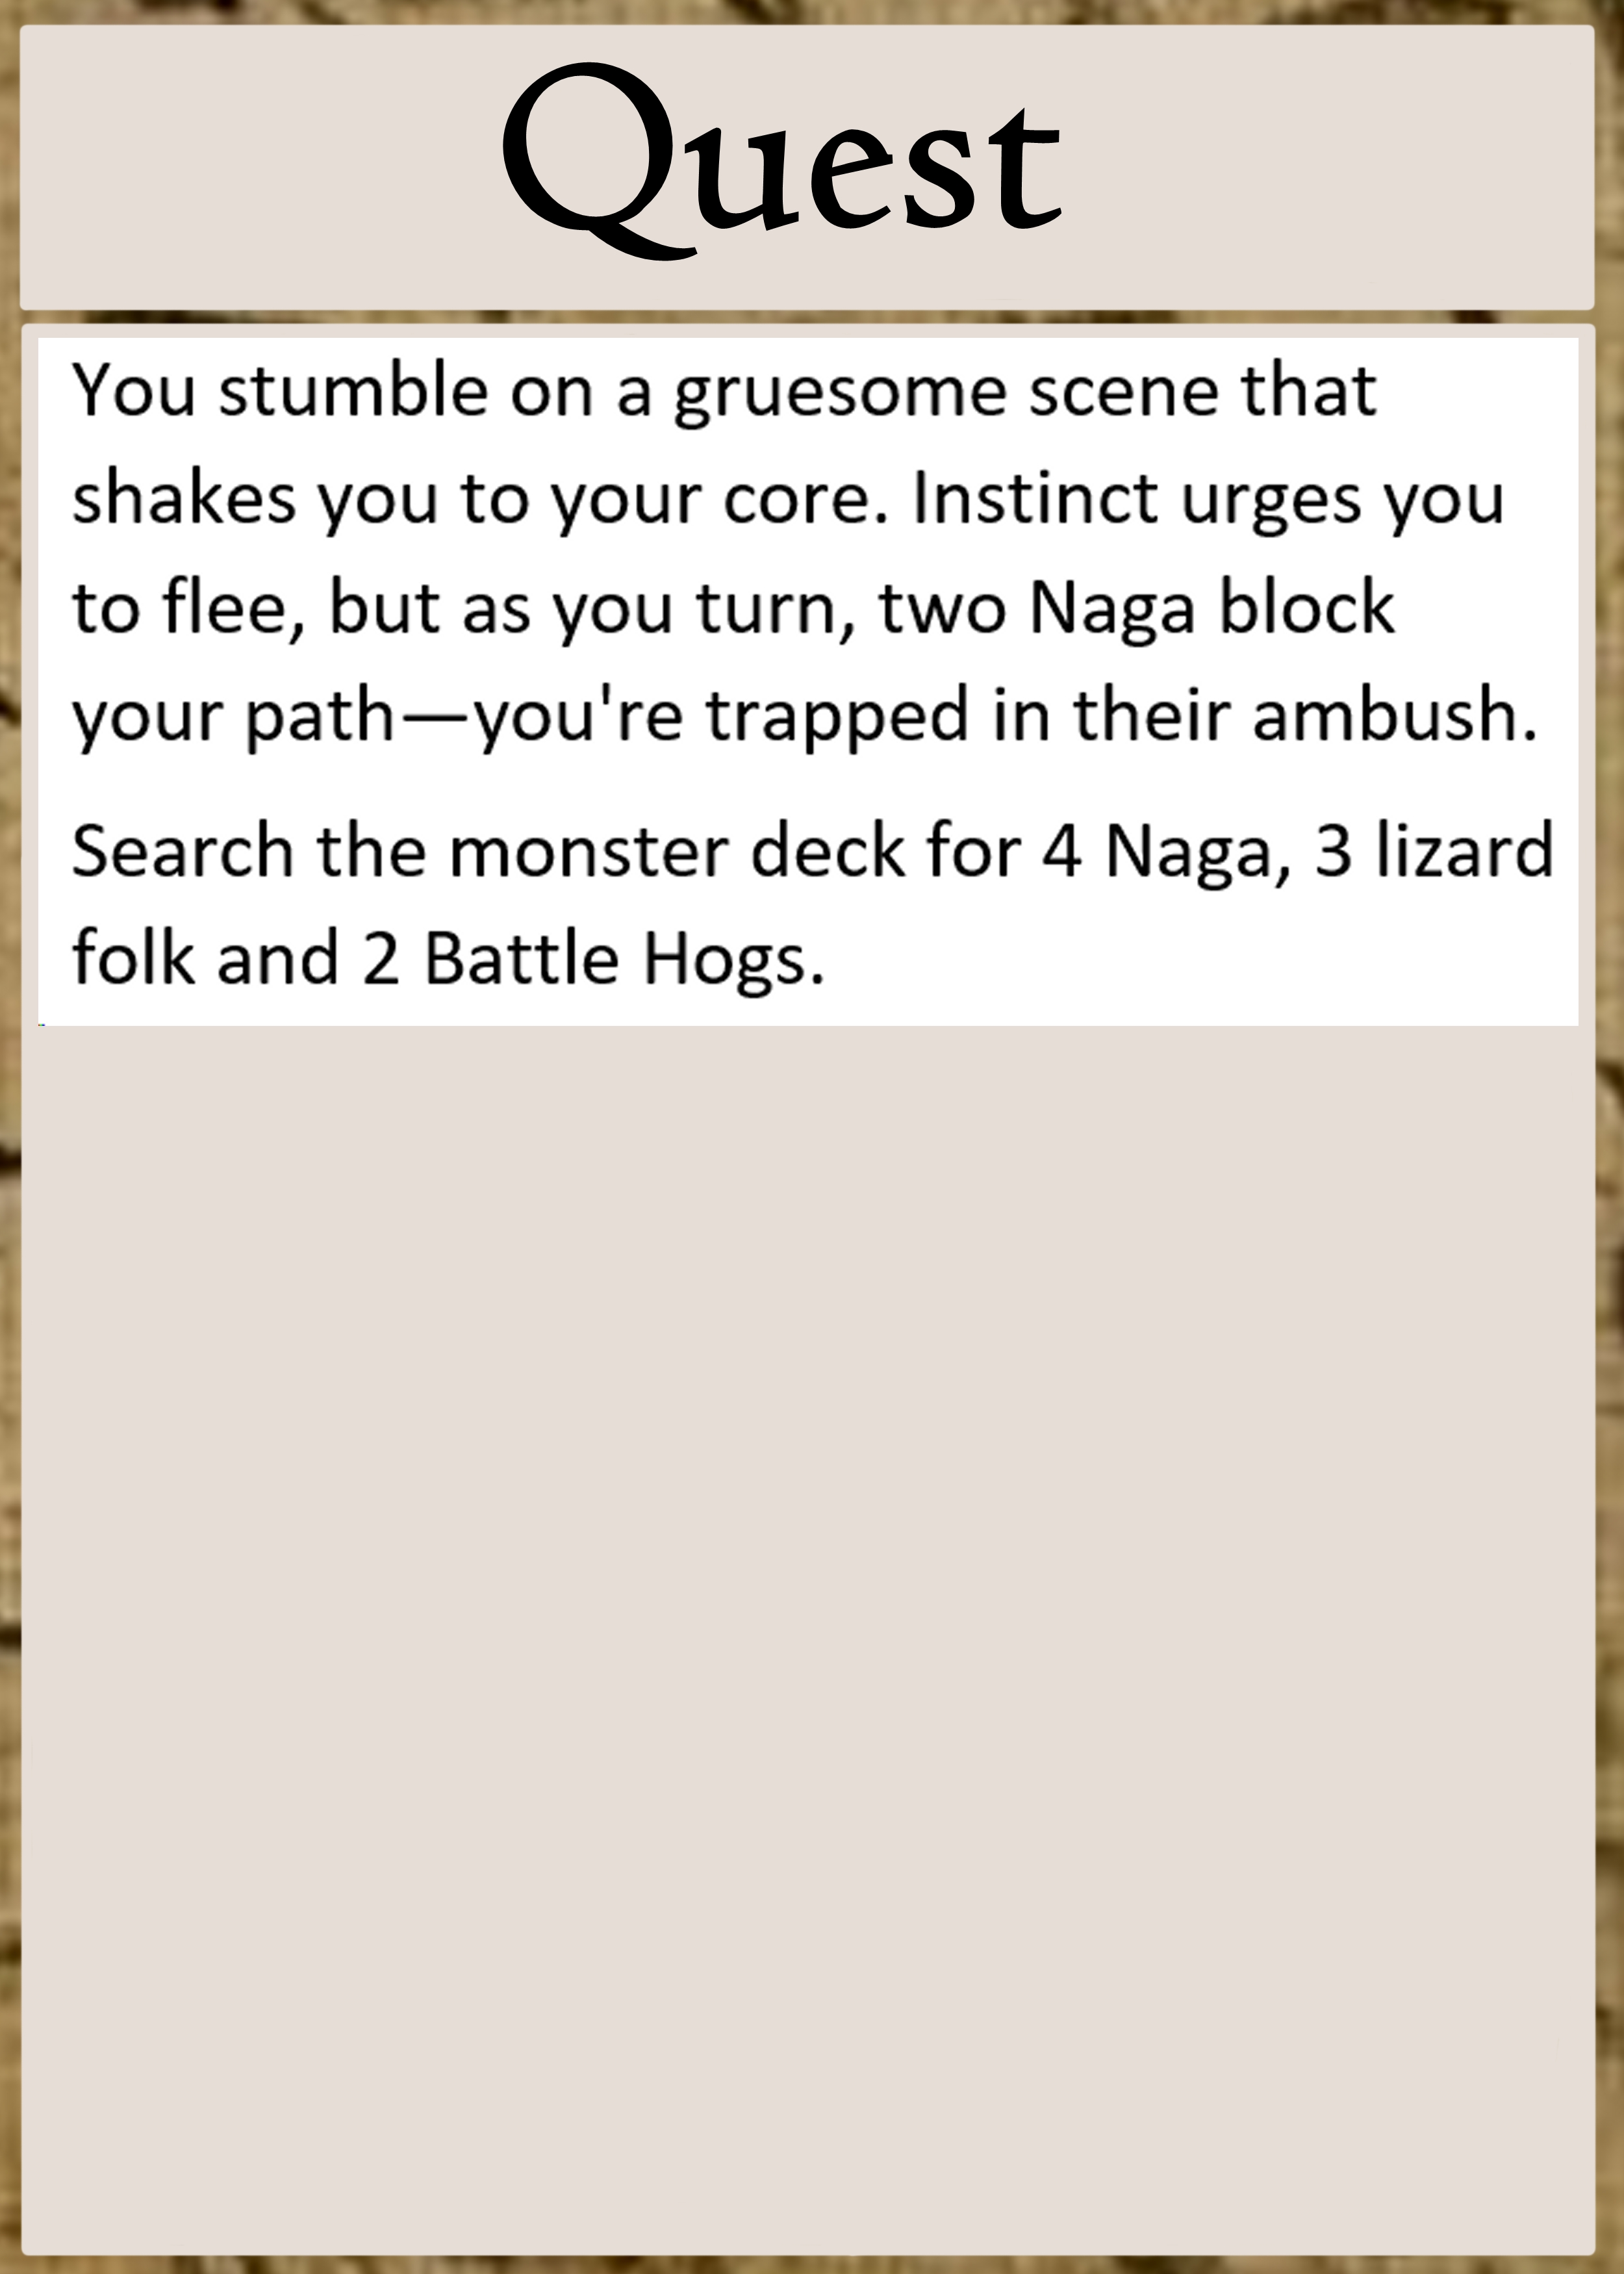 Quest
You stumble on a gruesome scene that
shakes you to your core. Instinct urges you
to flee, but as you turn, two Naga block
your path—you're trapped in their ambush.
Search the monster deck for 4 Naga, 3 lizard
folk and 2 Battle Hogs.